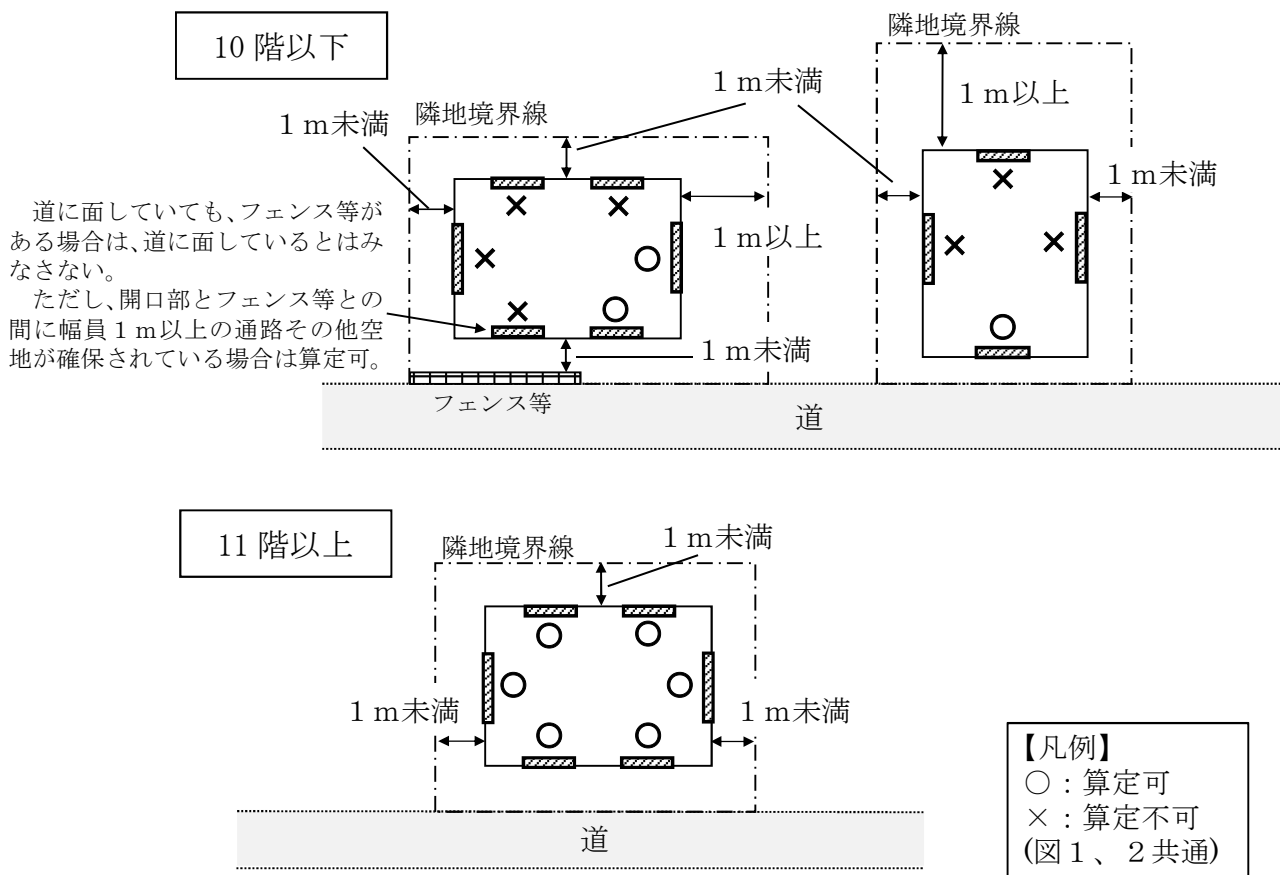 10 階以下
隣地境界線
１ｍ未満
１ｍ以上
隣地境界線
１ｍ未満
１ｍ未満
道に面していても、フェンス等が
ある場合は、道に面しているとはみ
なさない。
ただし、開口部とフェンス等との
間に幅員１ｍ以上の通路その他空
地が確保されている場合は算定可。
× × × ×
○ ○
１ｍ以上
× × ×
○
１ｍ未満
フェンス等
道
11 階以上
隣地境界線
１ｍ未満
○ ○
○ ○
○ ○
１ｍ未満
１ｍ未満
道
【凡例】
○：算定可
×：算定不可
(図１、２共通)